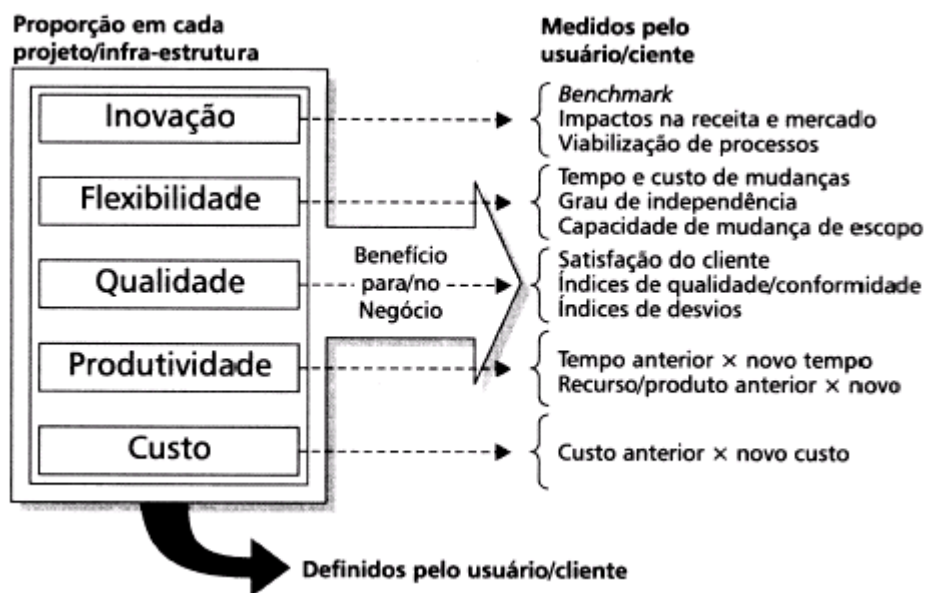 Proporção em cada
projeto/infra-estrutura
Inovação
Flexibilidade
Qualidade
Produtividade
Custo
Benefício
para/no
Negócio
Medidos pelo
usuário/ciente
Benchmark
Impactos na receita e mercado
Viabilização de processos
Tempo e custo de mudanças
Grau de independência
Capacidade de mudança de escopo
Satisfação do cliente
Índices de qualidade/conformidade
Índices de desvios
Tempo anterior × novo tempo
Recurso/produto anterior × novo
Custo anterior × novo custo
Definidos pelo usuário/cliente